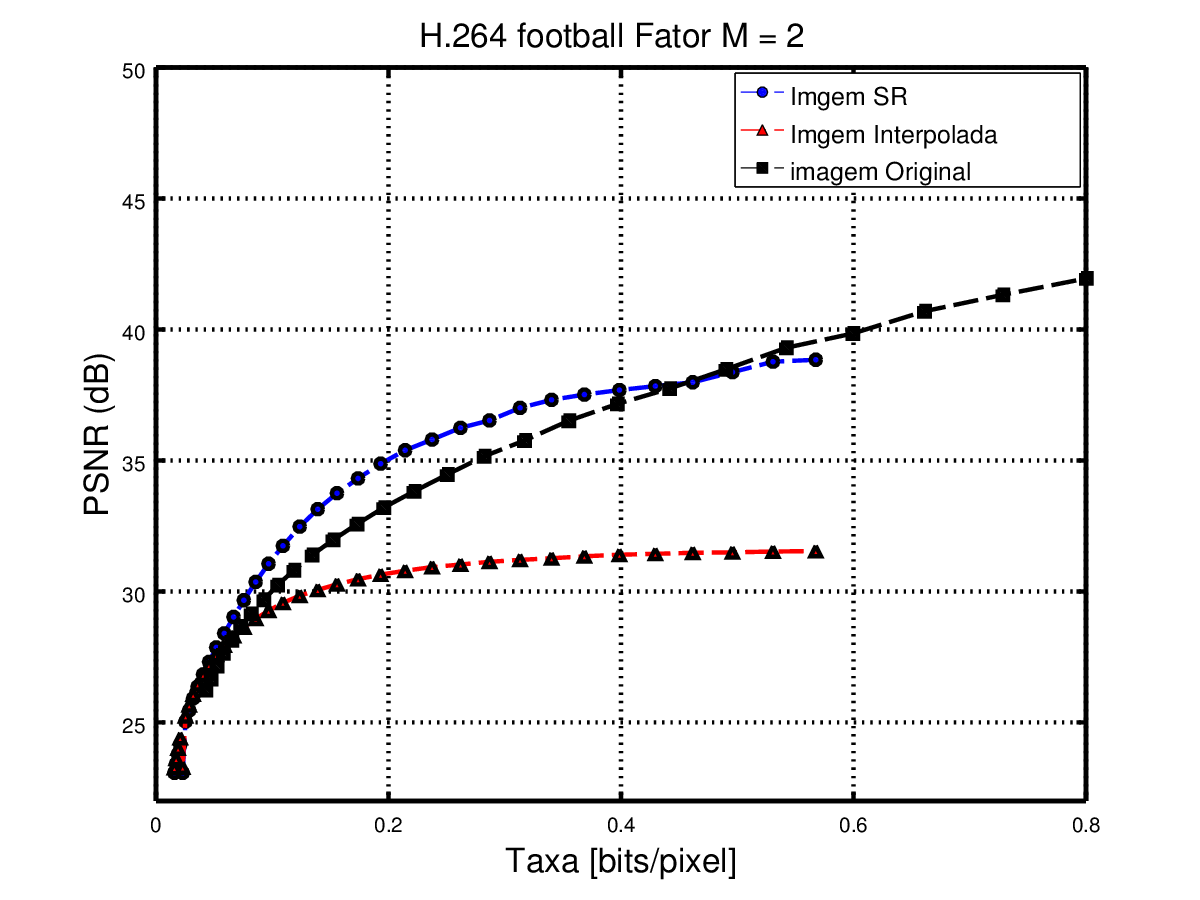 H.264 football Fator M = 2
50
45
40
35
30
25
PSNR (dB)
Imgem SR
Imgem Interpolada
imagem Original
0
0.2
0.4
0.6
0.8
Taxa [bits/pixel]